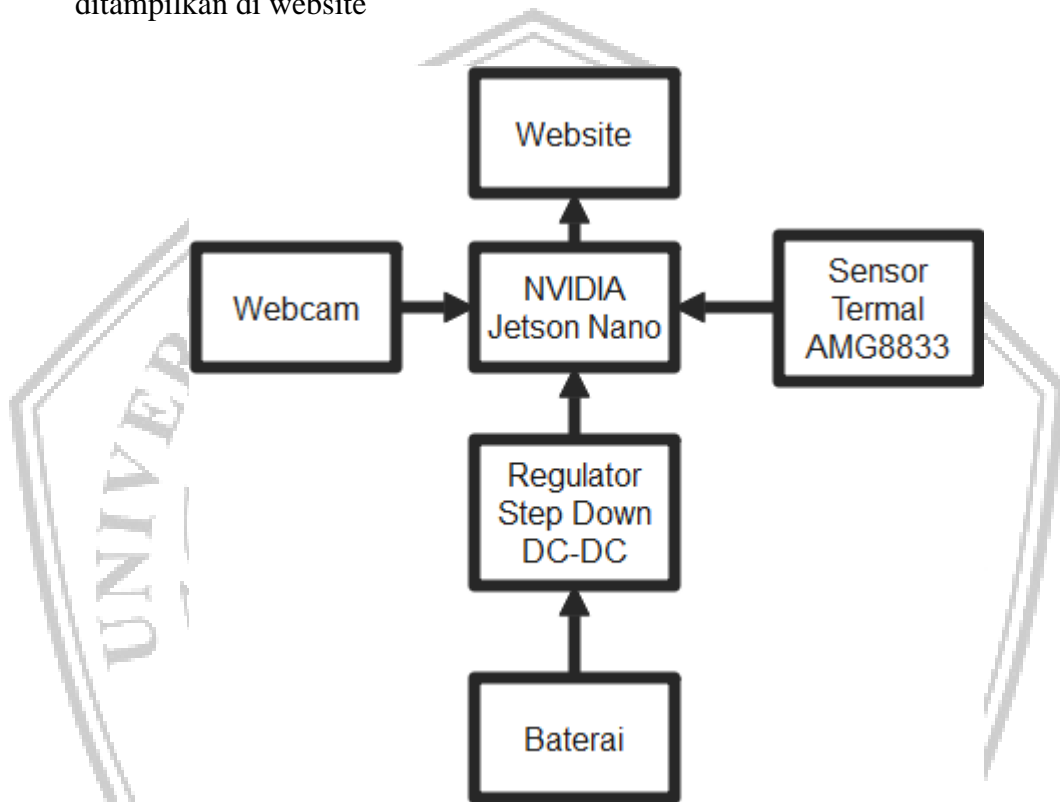 ditampilkan di website
Website
Webcam
NVIDIA
Jetson Nano
Sensor
Termal
AMG8833
Regulator
Step Down
DC-DC
Baterai